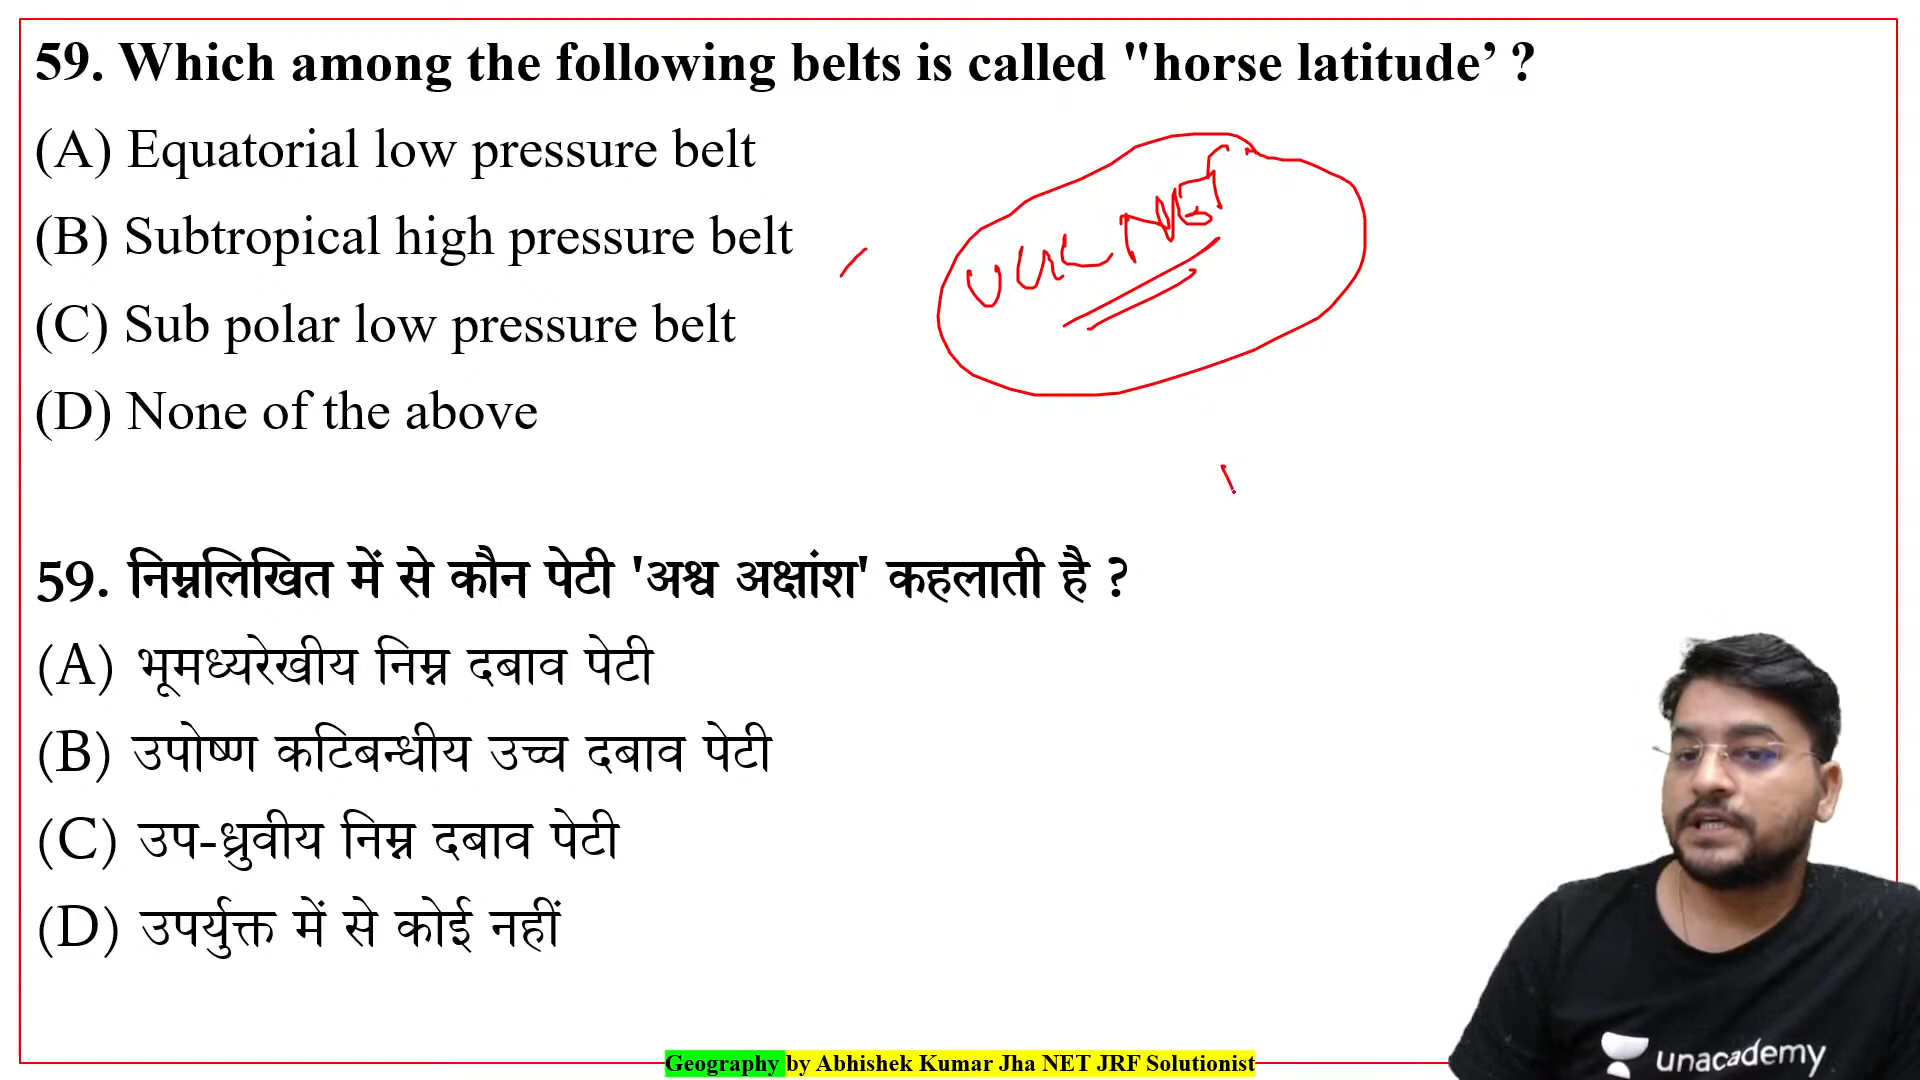 59. Which among the following belts is called "horse latitude’ ?
(A) Equatorial low pressure belt
(B) Subtropical high pressure belt
(C) Sub polar low pressure belt
(D) None of the above
UGC NET
59. निम्नलिखित में से कौन पेटी 'अश्व अक्षांश' कहलाती है ?
(A) भूमध्यरेखीय निम्न दबाव पेटी
(B) उपोष्ण कटिबन्धीय उच्च दबाव पेटी
(C) उप-ध्रुवीय निम्न दबाव पेटी
(D) उपर्युक्त में से कोई नहीं
unacademy
Geography by Abhishek Kumar Jha NET JRF Solutionist